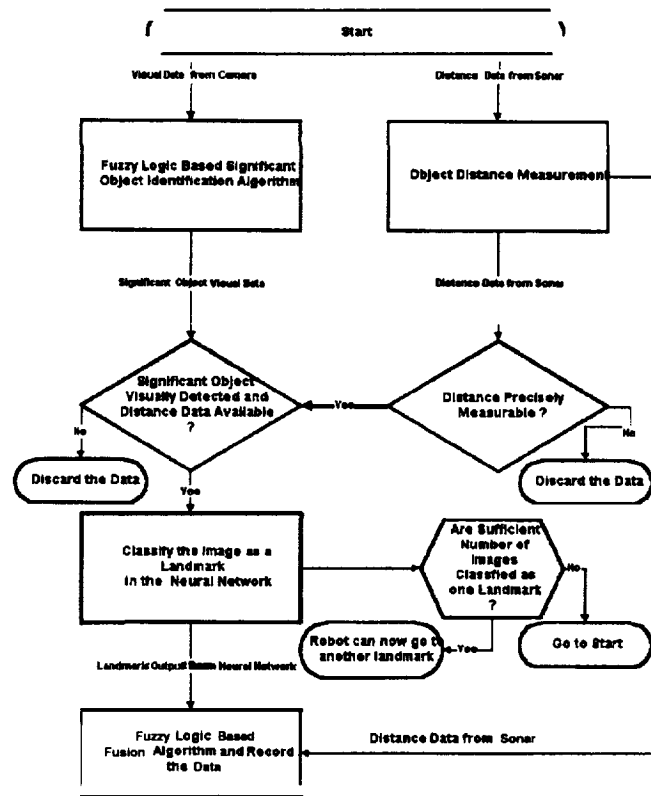 Start
Visual Data from Camera
Distance Data from Sonar
Fuzzy Logic Based Significant
Object Identification Algorithm
Object Distance Measurement
Significant Object Visual Data
Distance Data from Sonar
Significant Object
Visually Detected and
Distance Data Available
?
Yes
Distance Precisely
Measurable ?
No
No
Discard the Data
Discard the Data
Yes
Classify the Image as a
Landmark
in the Neural Network
Are Sufficient
Number of
Images
Classfied as
one Landmark
?
No
Robot can now go to
another landmark
Yes
Go to Start
Landmark Output Neural Network
Fuzzy Logic Based
Fusion Algorithm and Record
the Data
Distance Data from Sonar